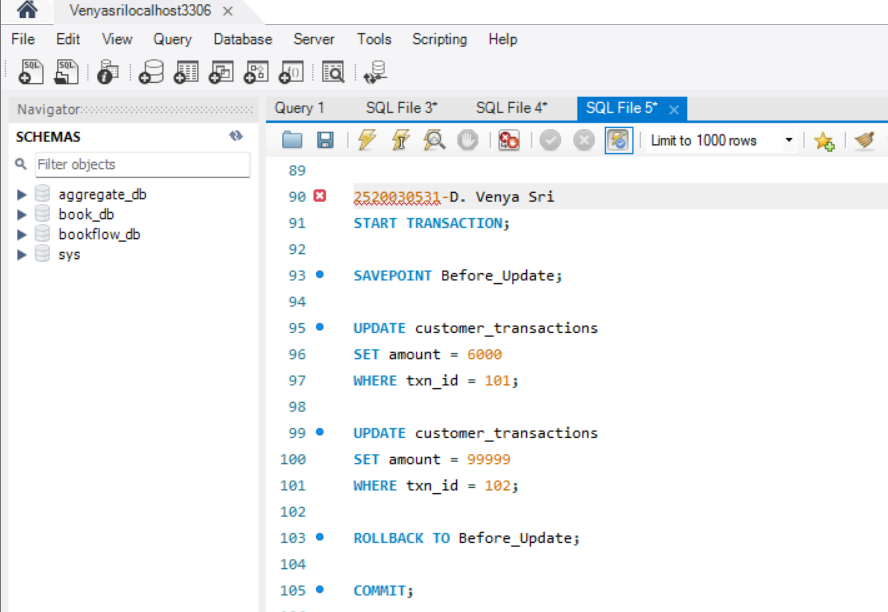 Venyasrilocalhost3306
File Edit View Query Database Server Tools Scripting Help
SQL SQL
Navigator
SCHEMAS
Filter objects
aggregate_db
book_db
bookflow_db
sys
Query 1 SQL File 3* SQL File 4* SQL File 5*
Limit to 1000 rows
89
90 2520030531-D. Venya Sri
91 START TRANSACTION;
92
93 SAVEPOINT Before_Update;
94
95 UPDATE customer_transactions
96 SET amount = 6000
97 WHERE txn_id = 101;
98
99 UPDATE customer_transactions
100 SET amount = 99999
101 WHERE txn_id = 102;
102
103 ROLLBACK TO Before_Update;
104
105 COMMIT;